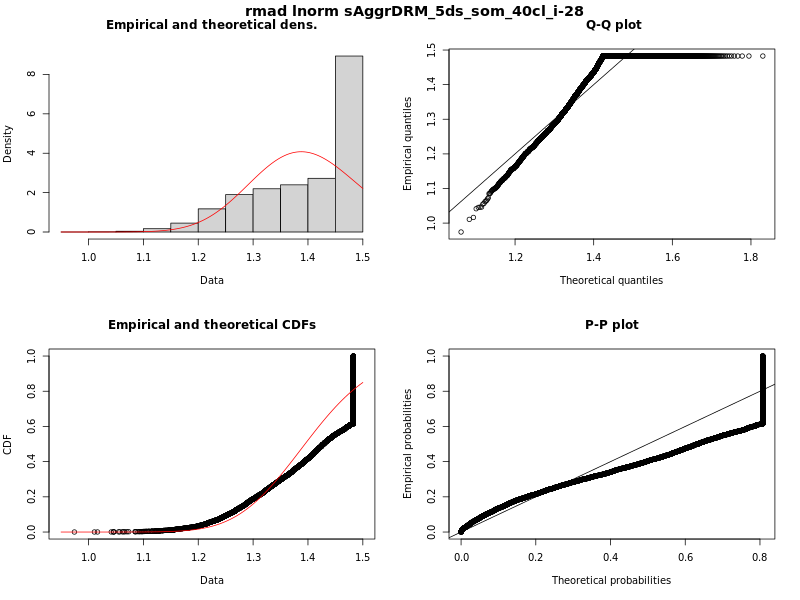 rmad lnorm sAggrDRM_5ds_som_40cl_i-28
Empirical and theoretical dens.
Density
0 2 4 6 8
1.0 1.1 1.2 1.3 1.4 1.5
Data
Q-Q plot
Empirical quantiles
1.0 1.1 1.2 1.3 1.4 1.5
1.2 1.4 1.6 1.8
Theoretical quantiles
Empirical and theoretical CDFs
CDF
0.0 0.2 0.4 0.6 0.8 1.0
1.0 1.1 1.2 1.3 1.4 1.5
Data
P-P plot
Empirical probabilities
0.0 0.2 0.4 0.6 0.8 1.0
0.0 0.2 0.4 0.6 0.8
Theoretical probabilities